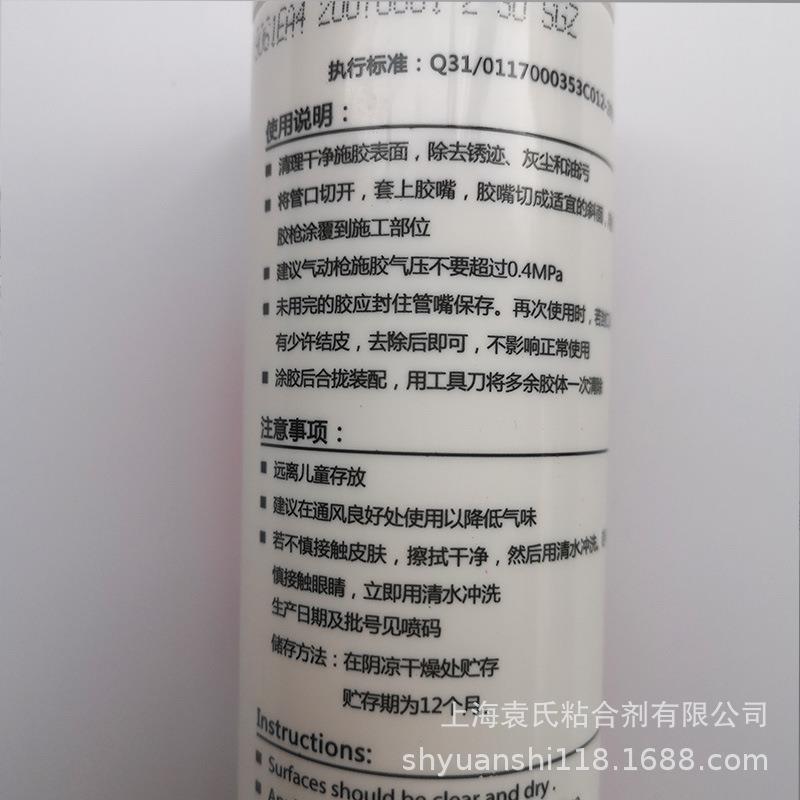 执行标准：Q31/0117000353C012-
使用说明：
■ 清理干净施胶表面，除去锈迹、灰尘和油污
■ 将管口切开，套上胶嘴，胶嘴切成适宜的斜面，
胶枪涂覆到施工部位
■ 建议气动枪施胶气压不要超过0.4MPa
■ 未用完的胶应封住管嘴保存。再次使用时，若封口
有少许结皮，去除后即可，不影响正常使用
■ 涂胶后合拢装配，用工具刀将多余胶体一次清除
注意事项：
■ 远离儿童存放
■ 建议在通风良好处使用以降低气味
■ 若不慎接触皮肤，擦拭干净，然后用清水冲洗，
慎接触眼睛，立即用清水冲洗
生产日期及批号见喷码
储存方法：在阴凉干燥处贮存
贮存期为12个月.
上海袁氏粘合剂有限公司
Instructions:
shyuanshi118.1688.com
■ Surfaces should be clear and dry.